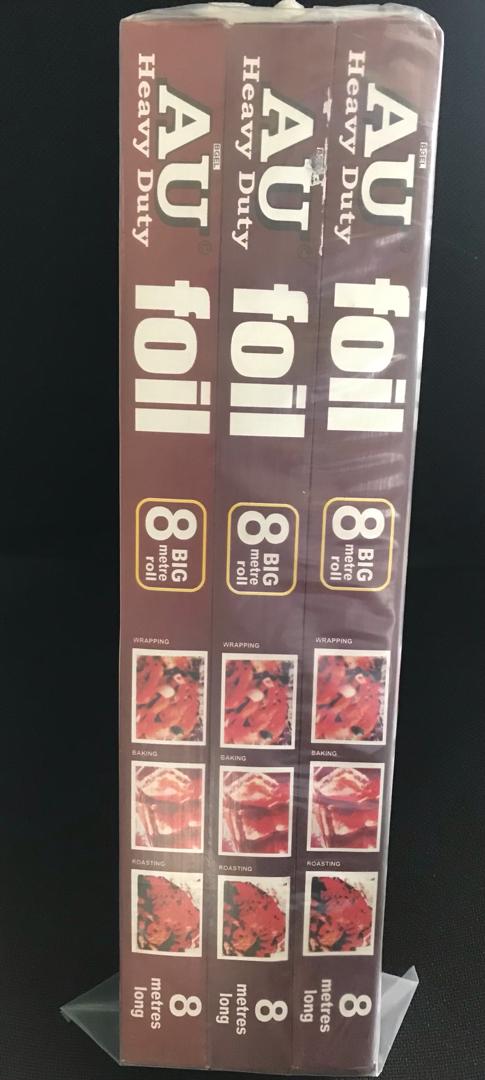 BGEL
AU
Heavy Duty
foil
8 BIG
metre
roll
WRAPPING
BAKING
ROASTING
8
metres
long
AU
Heavy Duty
foil
8 BIG
metre
roll
WRAPPING
BAKING
ROASTING
8
metres
long
BGEL
AU
Heavy Duty
foil
8 BIG
metre
roll
WRAPPING
BAKING
ROASTING
8
metres
long